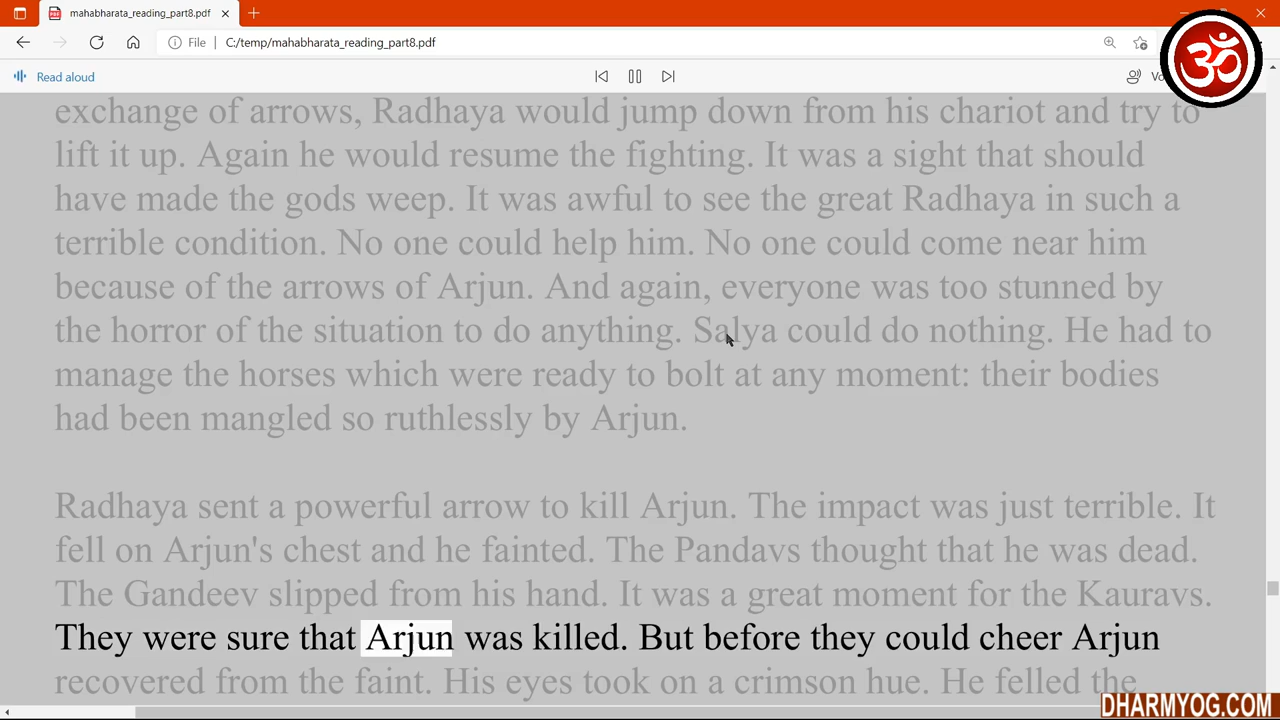 mahabharata_reading_part8.pdf
File
C:/temp/mahabharata_reading_part8.pdf
Read aloud
exchange of arrows, Radhaya would jump down from his chariot and try to
lift it up. Again he would resume the fighting. It was a sight that should
have made the gods weep. It was awful to see the great Radhaya in such a
terrible condition. No one could help him. No one could come near him
because of the arrows of Arjun. And again, everyone was too stunned by
the horror of the situation to do anything. Salya could do nothing. He had to
manage the horses which were ready to bolt at any moment: their bodies
had been mangled so ruthlessly by Arjun.
Radhaya sent a powerful arrow to kill Arjun. The impact was just terrible. It
fell on Arjun's chest and he fainted. The Pandavs thought that he was dead.
The Gandeev slipped from his hand. It was a great moment for the Kauravs.
They were sure that Arjun was killed. But before they could cheer Arjun
recovered from the faint. His eyes took on a crimson hue. He felled the
ॐ
DHARMYOG.COM